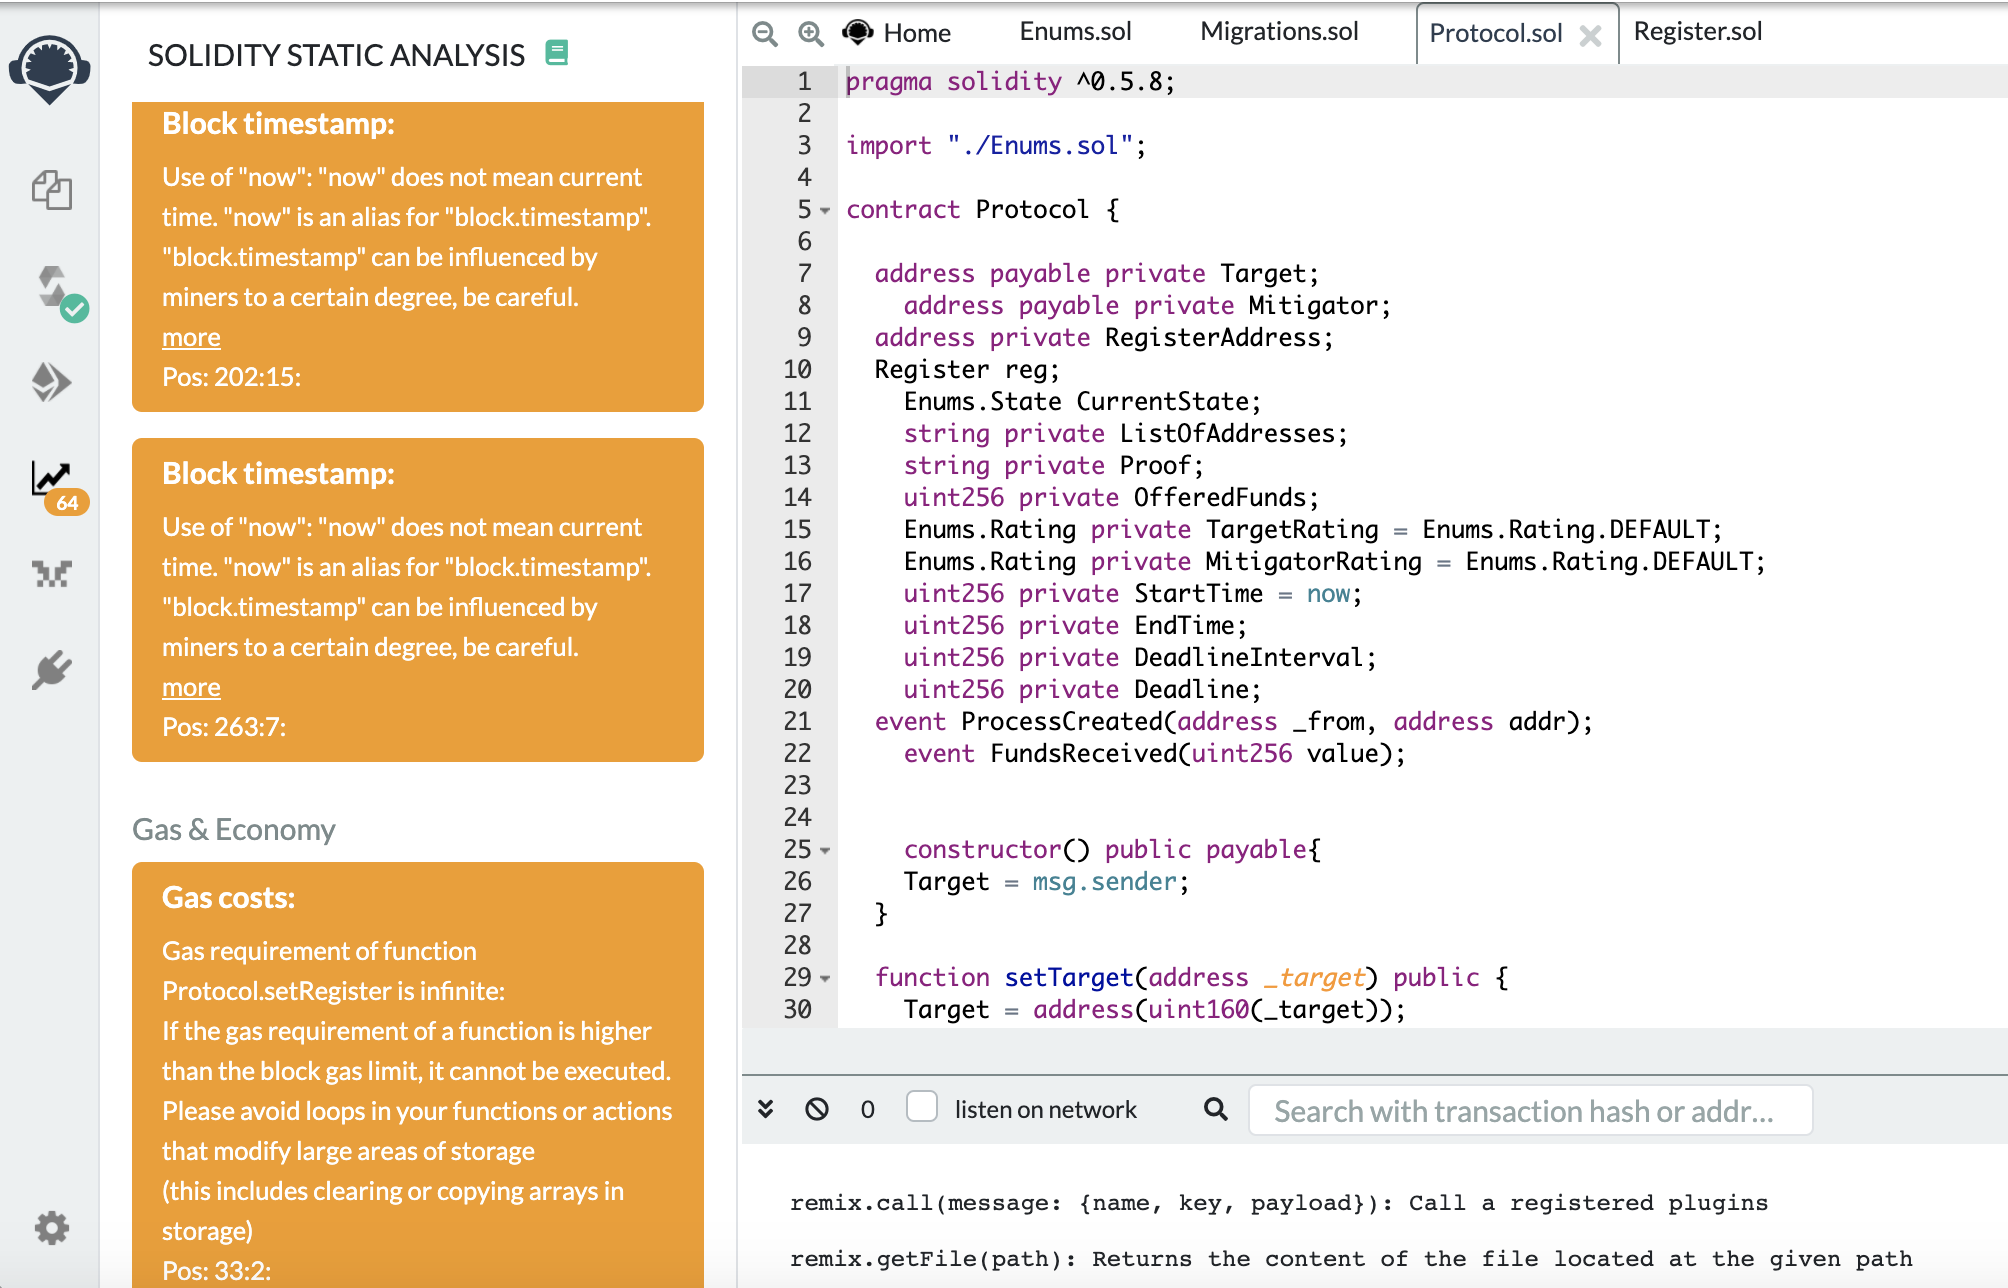 SOLIDITY STATIC ANALYSIS
Block timestamp:
Use of "now": "now" does not mean current
time. "now" is an alias for "block.timestamp".
"block.timestamp" can be influenced by
miners to a certain degree, be careful.
more
Pos: 202:15:
Block timestamp:
Use of "now": "now" does not mean current
time. "now" is an alias for "block.timestamp".
"block.timestamp" can be influenced by
miners to a certain degree, be careful.
more
Pos: 263:7:
64
Gas & Economy
Gas costs:
Gas requirement of function
Protocol.setRegister is infinite:
If the gas requirement of a function is higher
than the block gas limit, it cannot be executed.
Please avoid loops in your functions or actions
that modify large areas of storage
(this includes clearing or copying arrays in
storage)
Pos: 33:2:
Home Enums.sol Migrations.sol Protocol.sol Register.sol
1 pragma solidity ^0.5.8;
2
3 import "./Enums.sol";
4
5 contract Protocol {
6
7 address payable private Target;
8 address payable private Mitigator;
9 address private RegisterAddress;
10 Register reg;
11 Enums.State CurrentState;
12 string private ListOfAddresses;
13 string private Proof;
14 uint256 private OfferedFunds;
15 Enums.Rating private TargetRating = Enums.Rating.DEFAULT;
16 Enums.Rating private MitigatorRating = Enums.Rating.DEFAULT;
17 uint256 private StartTime = now;
18 uint256 private EndTime;
19 uint256 private DeadlineInterval;
20 uint256 private Deadline;
21 event ProcessCreated(address _from, address addr);
22 event FundsReceived(uint256 value);
23
24
25 constructor() public payable{
26 Target = msg.sender;
27 }
28
29 function setTarget(address _target) public {
30 Target = address(uint160(_target));
0 listen on network Search with transaction hash or addr...
remix.call(message: {name, key, payload}): Call a registered plugins
remix.getFile(path): Returns the content of the file located at the given path